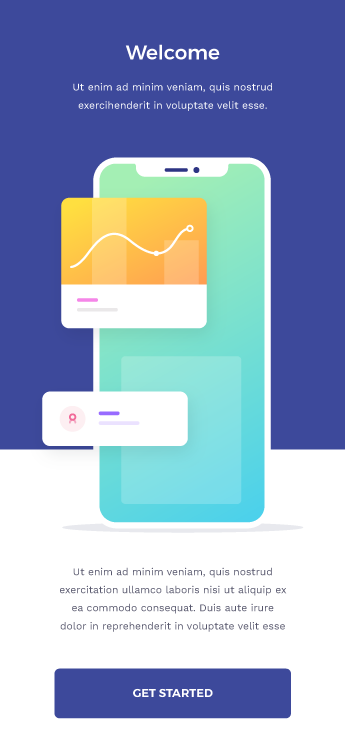 Welcome
Ut enim ad minim veniam, quis nostrud
exercihenderit in voluptate velit esse.
Ut enim ad minim veniam, quis nostrud
exercitation ullamco laboris nisi ut aliquip ex
ea commodo consequat. Duis aute irure
dolor in reprehenderit in voluptate velit esse
GET STARTED